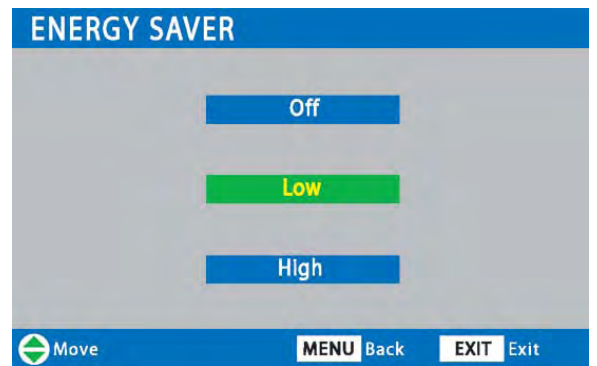 ENERGY SAVER
Off
Low
High
Move MENU Back EXIT Exit